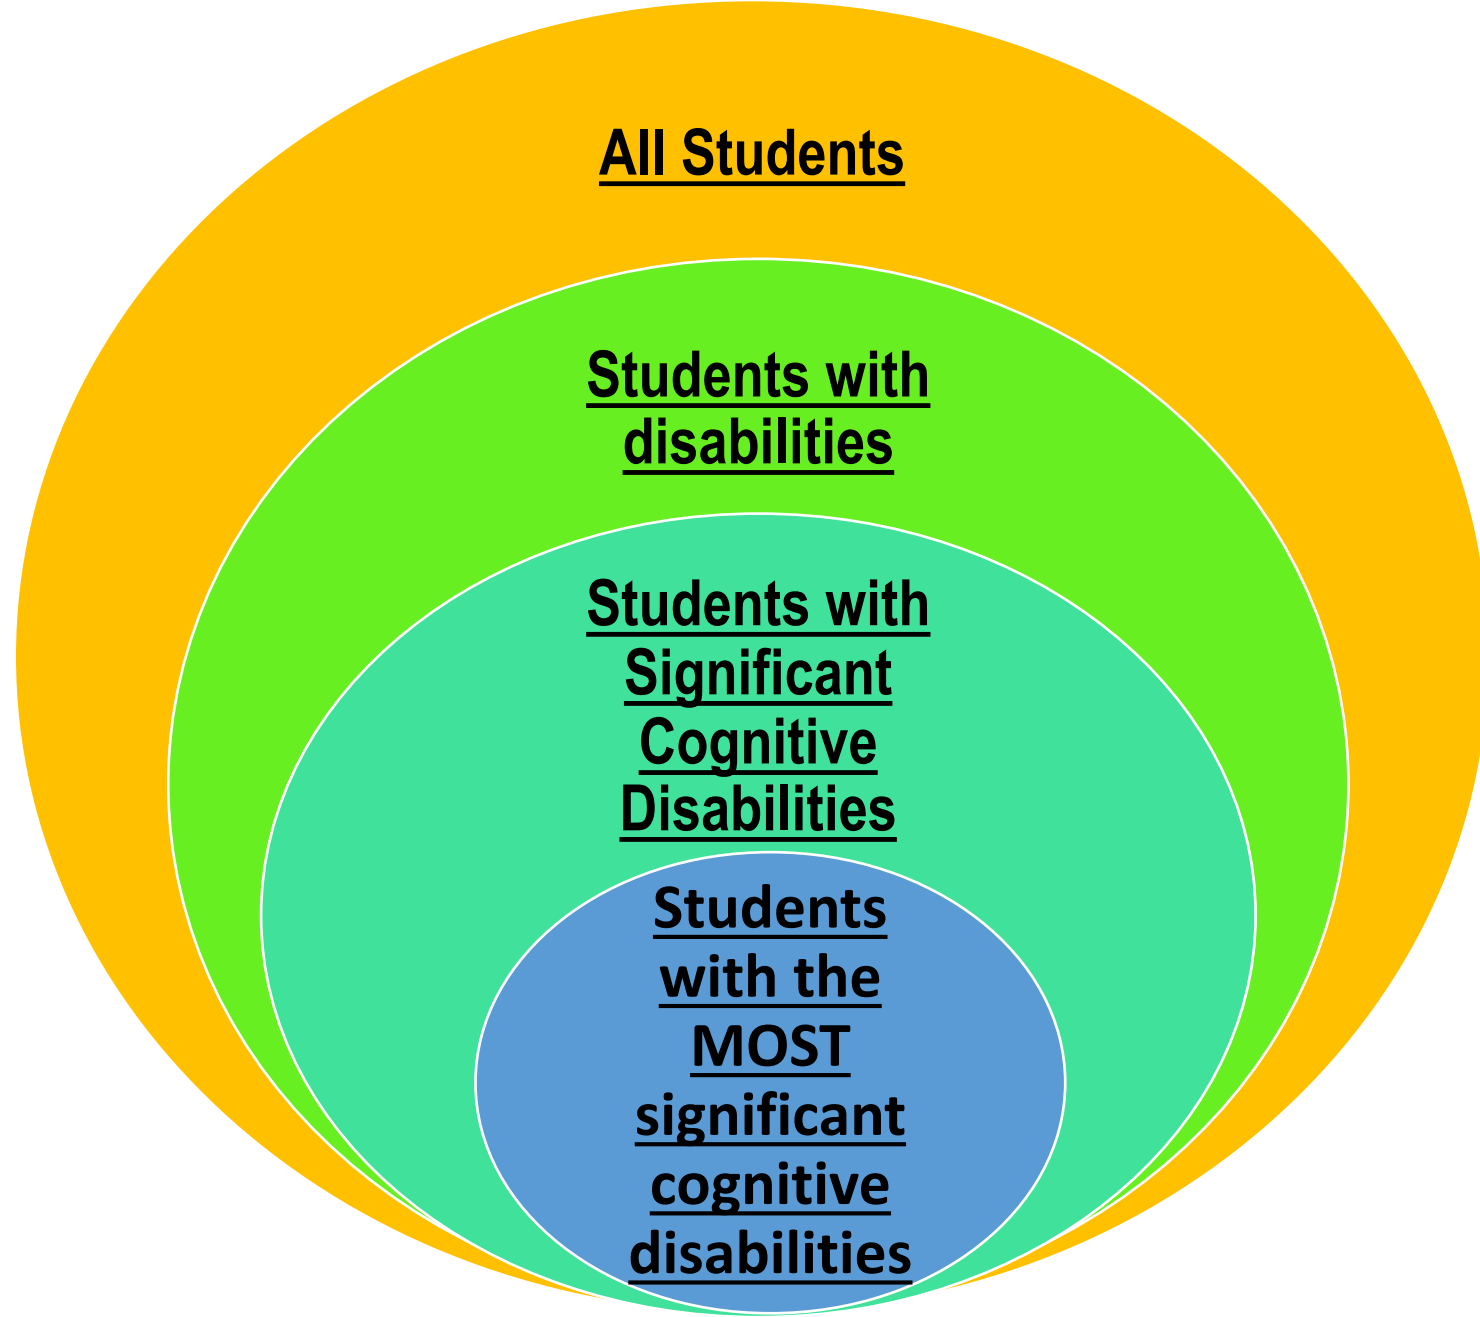 All Students
Students with
disabilities
Students with
Significant
Cognitive
Disabilities
Students
with the
MOST
significant
cognitive
disabilities